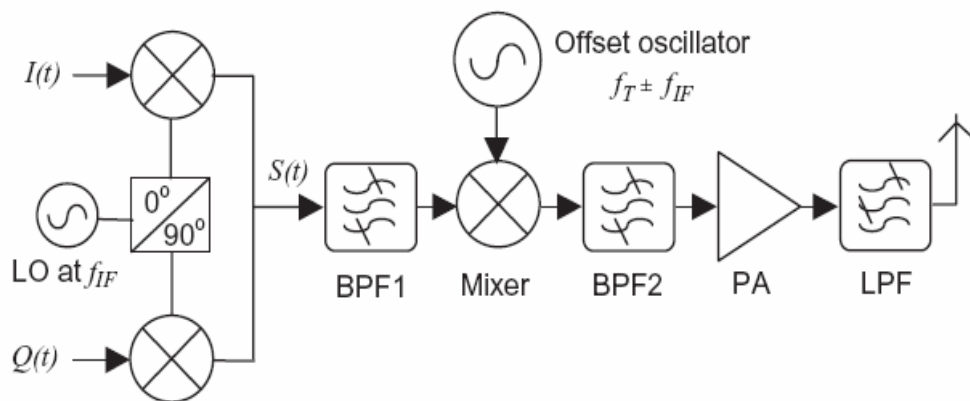 Offset oscillator
f_T ± f_IF
I(t)
S(t)
0°
90°
LO at f_IF
BPF1
Mixer
BPF2
PA
LPF
Q(t)